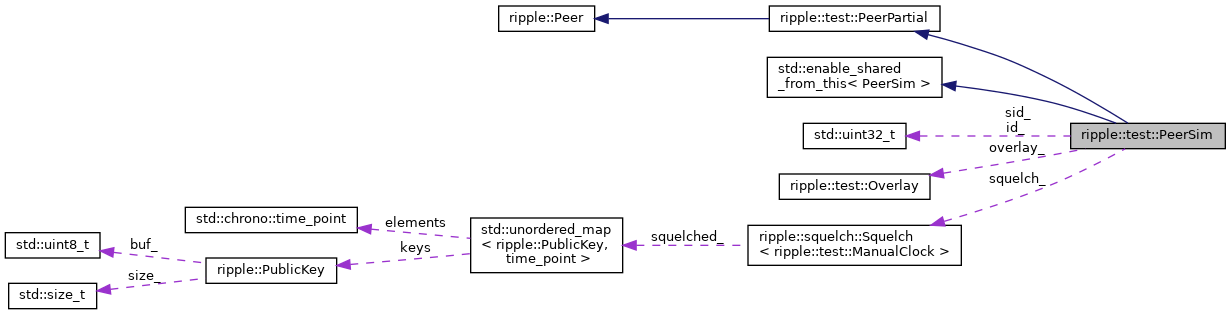 ripple::Peer
ripple::test::PeerPartial
std::enable_shared
_from_this< PeerSim >
sid_
id_
std::uint32_t
ripple::test::PeerSim
overlay_
ripple::test::Overlay
squelch_
std::chrono::time_point
elements
std::unordered_map
< ripple::PublicKey,
time_point >
squelched_
ripple::squelch::Squelch
< ripple::test::ManualClock >
std::uint8_t
buf_
keys
ripple::PublicKey
size_
std::size_t